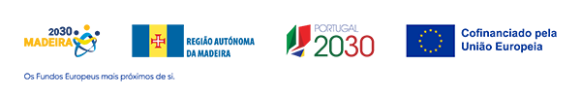 2030
MADEIRA
REGIÃO AUTÓNOMA
DA MADEIRA
PORTUGAL
2030
Cofinanciado pela
União Europeia
Os Fundos Europeus mais próximos de si.